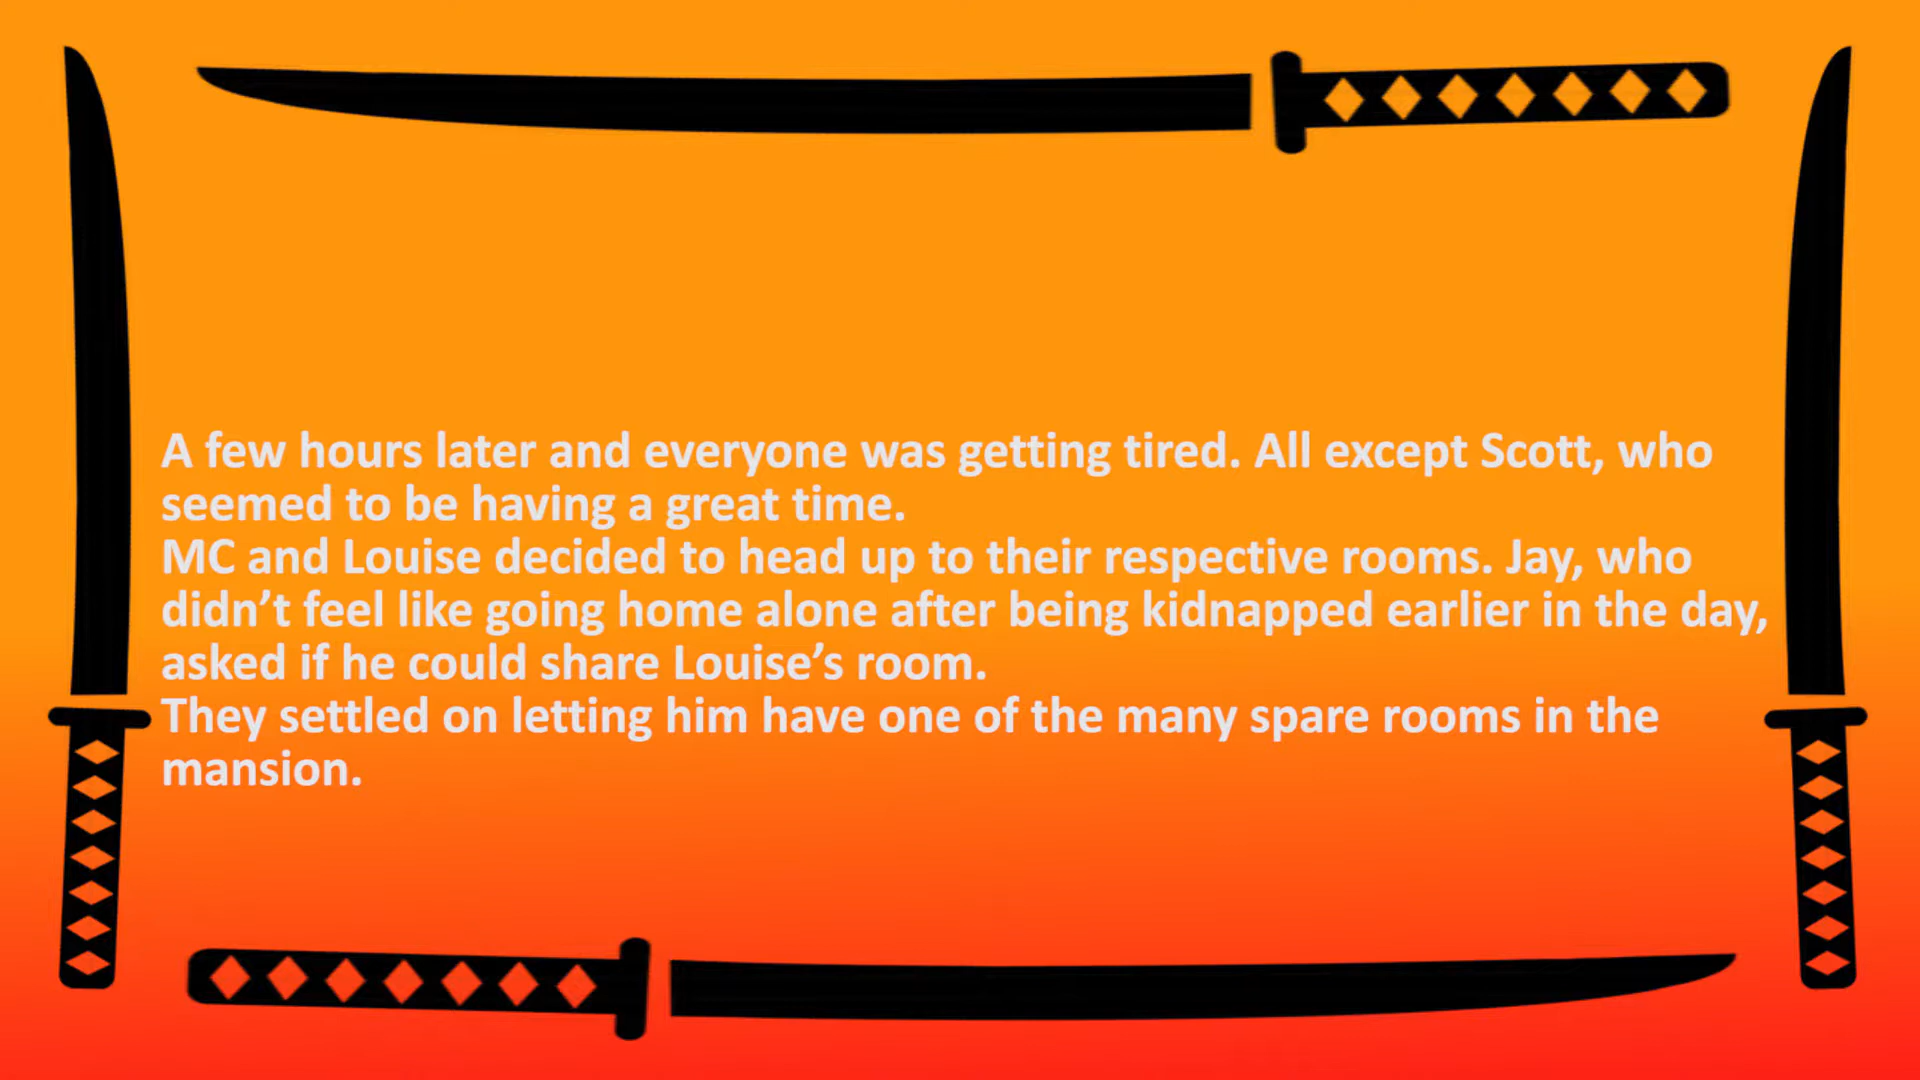 A few hours later and everyone was getting tired. All except Scott, who
seemed to be having a great time.
MC and Louise decided to head up to their respective rooms. Jay, who
didn’t feel like going home alone after being kidnapped earlier in the day,
asked if he could share Louise’s room.
They settled on letting him have one of the many spare rooms in the
mansion.